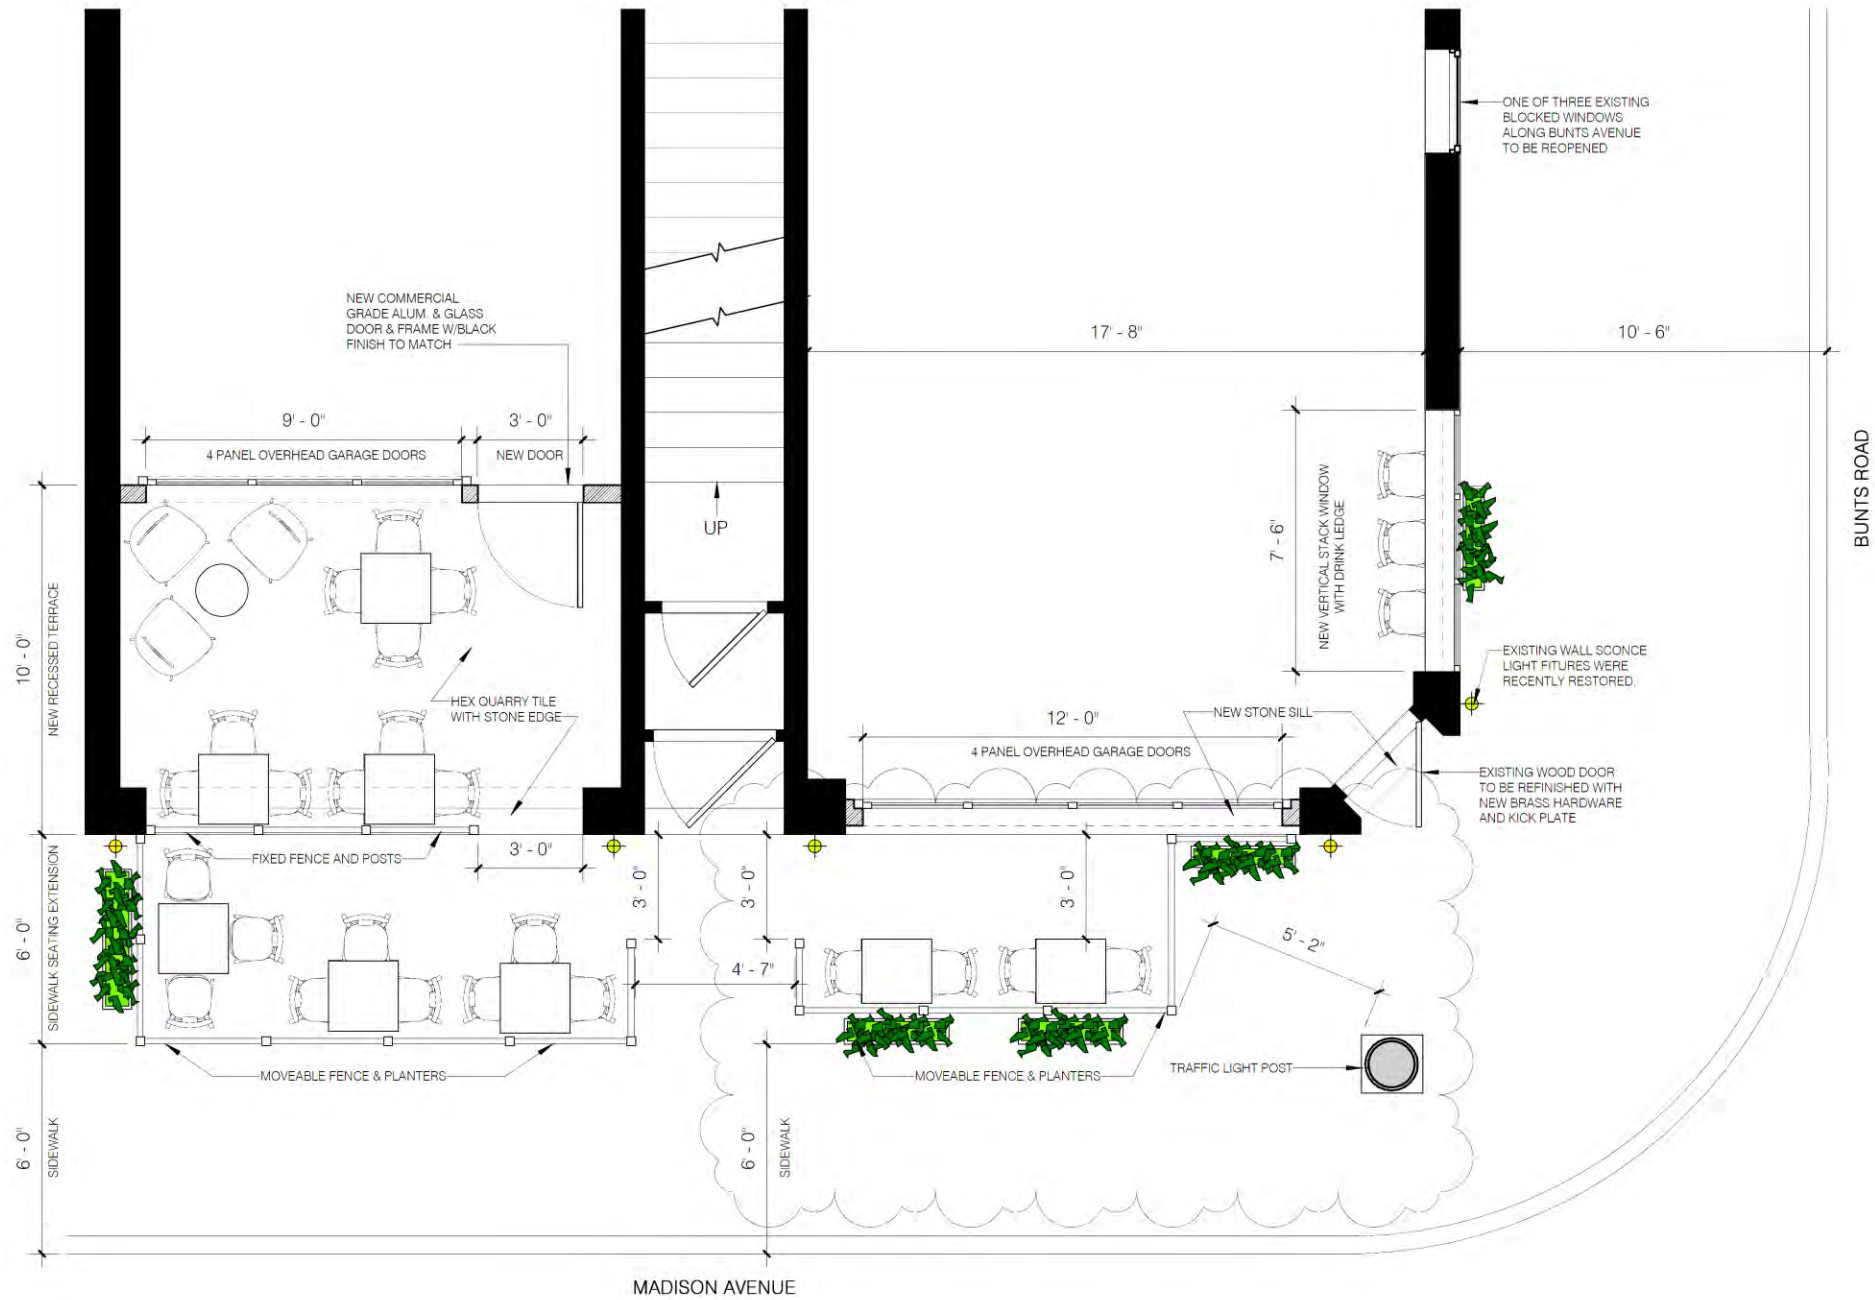 ONE OF THREE EXISTING
BLOCKED WINDOWS
ALONG BUNTS AVENUE
TO BE REOPENED
NEW COMMERCIAL
GRADE ALUM. & GLASS
DOOR & FRAME W/BLACK
FINISH TO MATCH
17' - 8"
10' - 6"
9' - 0"
3' - 0"
4 PANEL OVERHEAD GARAGE DOORS
NEW DOOR
UP
7' - 6"
NEW VERTICAL STACK WINDOW
WITH DRINK LEDGE
BUNTS ROAD
10' - 0"
NEW RECESSED TERRACE
HEX QUARRY TILE
WITH STONE EDGE
EXISTING WALL SCONCE
LIGHT FITURES WERE
RECENTLY RESTORED.
12' - 0"
NEW STONE SILL
4 PANEL OVERHEAD GARAGE DOORS
EXISTING WOOD DOOR
TO BE REFINISHED WITH
NEW BRASS HARDWARE
AND KICK PLATE
FIXED FENCE AND POSTS
3' - 0"
3' - 0"
3' - 0"
3' - 0"
6' - 0"
SIDEWALK SEATING EXTENSION
5' - 2"
4' - 7"
MOVEABLE FENCE & PLANTERS
MOVEABLE FENCE & PLANTERS
TRAFFIC LIGHT POST
6' - 0"
SIDEWALK
6' - 0"
SIDEWALK
MADISON AVENUE